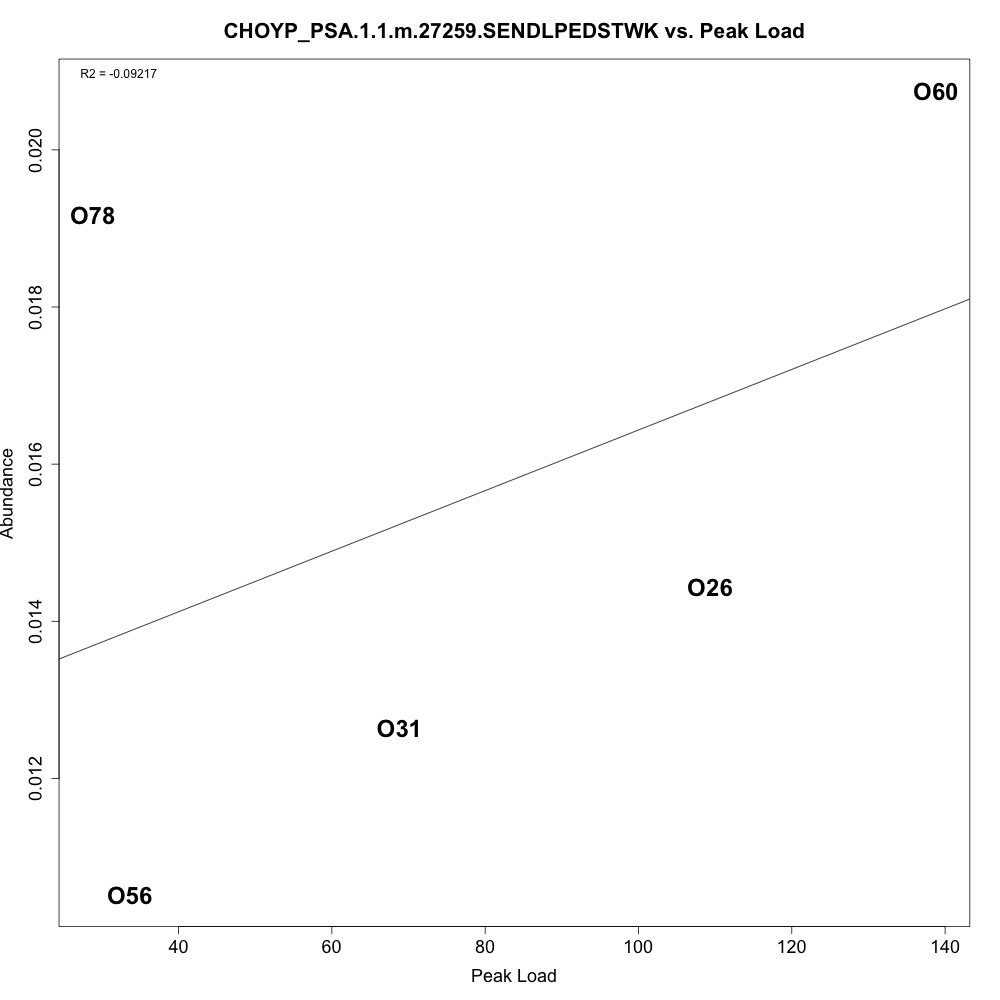 CHOYP_PSA.1.1.m.27259.SENDLPEDSTWK vs. Peak Load
R2 = -0.09217
O60
O78
O26
O31
O56
0.020
0.018
0.016
0.014
0.012
Abundance
40 60 80 100 120 140
Peak Load